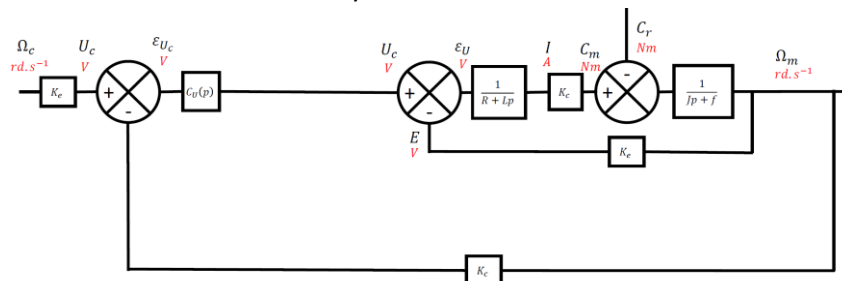 C_r
Nm
Ω_c
rd.s⁻¹
U_c
V
ε_{U_c}
V
U_c
V
ε_U
V
I
A
C_m
Nm
Ω_m
rd.s⁻¹
K_e
+
-
C_U(p)
+
-
1
R + Lp
K_c
+
-
1
Jp + f
E
V
K_e
K_c